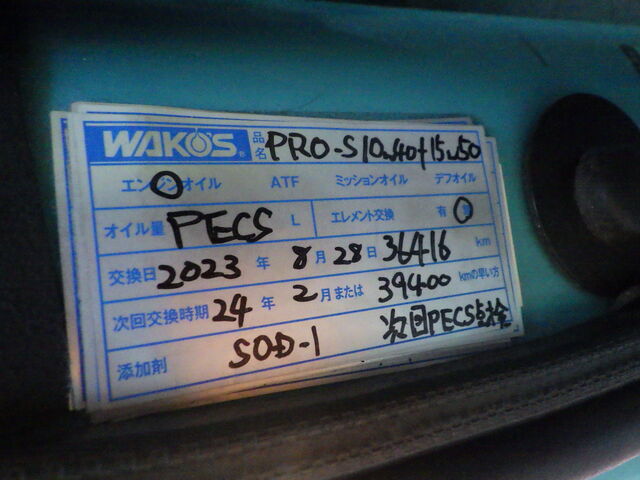 WAKO'S® 品名 PRO-S 10w40+15w50
エンジンオイル ATF ミッションオイル デフオイル
オイル量 PECS L エレメント交換 有
交換日 2023 年 8 月 28 日 36416 km
次回交換時期 24 年 2 月または 39400 kmの早い方
添加剤 SOD-1 次回PECS点検